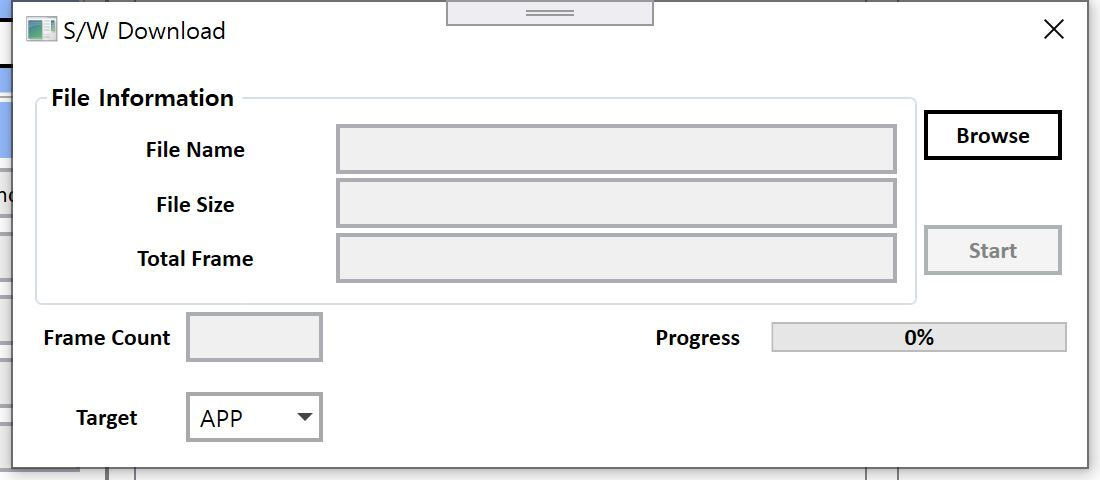 S/W Download
File Information
File Name
Browse
File Size
Total Frame
Start
Frame Count
Progress
0%
Target
APP